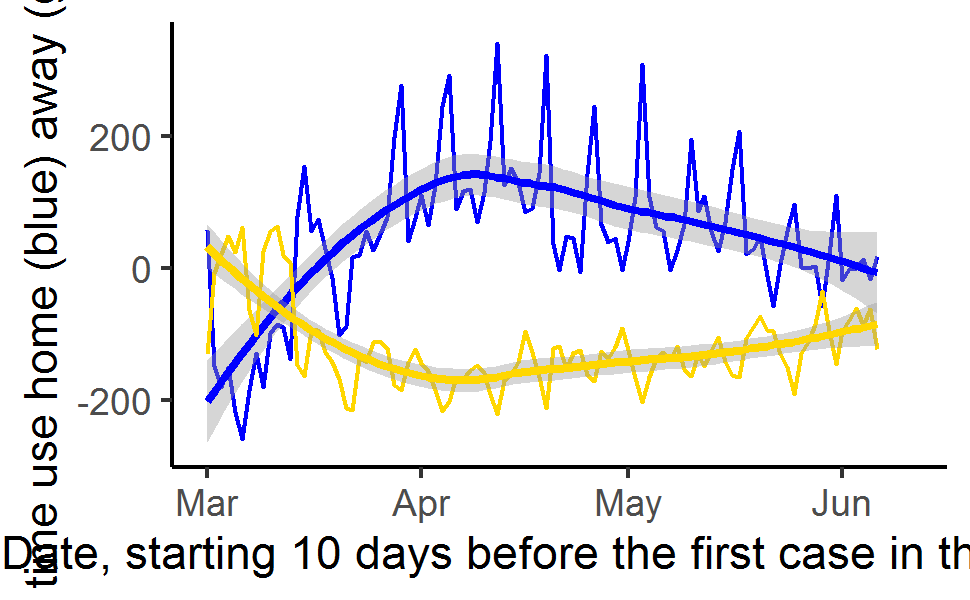 time use home (blue) away (
200
0
-200
Mar Apr May Jun
Date, starting 10 days before the first case in th